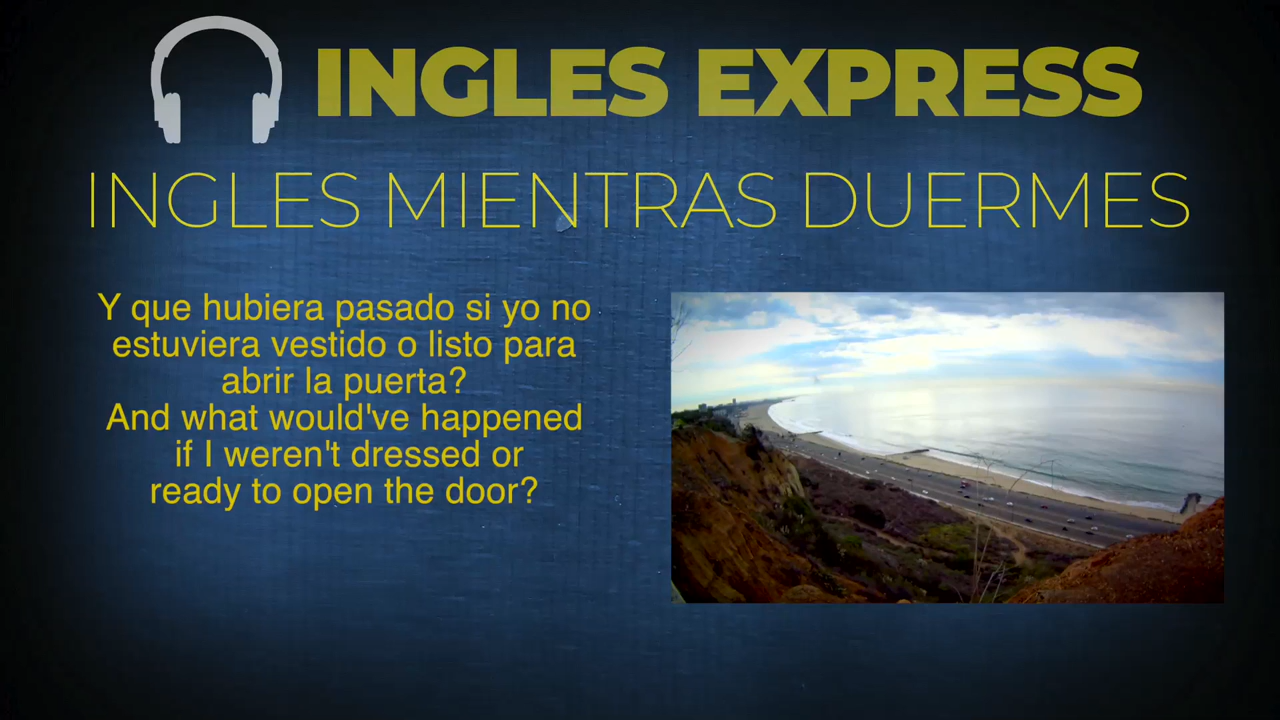 INGLES EXPRESS
INGLES MIENTRAS DUERMES
Y que hubiera pasado si yo no
estuviera vestido o listo para
abrir la puerta?
And what would've happened
if I weren't dressed or
ready to open the door?